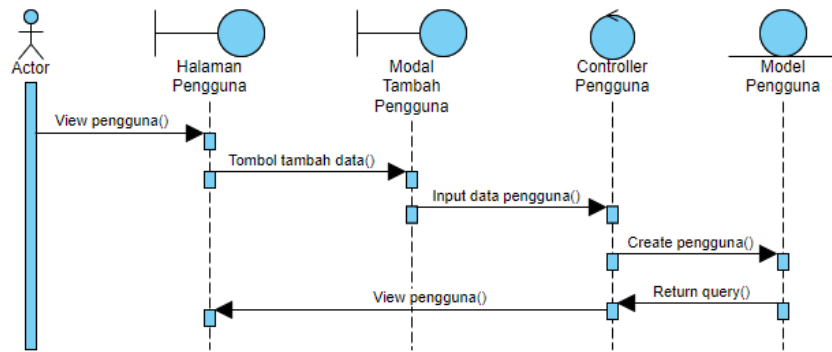 Actor
Halaman
Pengguna
Modal
Tambah
Pengguna
Controller
Pengguna
Model
Pengguna
View pengguna()
Tombol tambah data()
Input data pengguna()
Create pengguna()
View pengguna()
Return query()